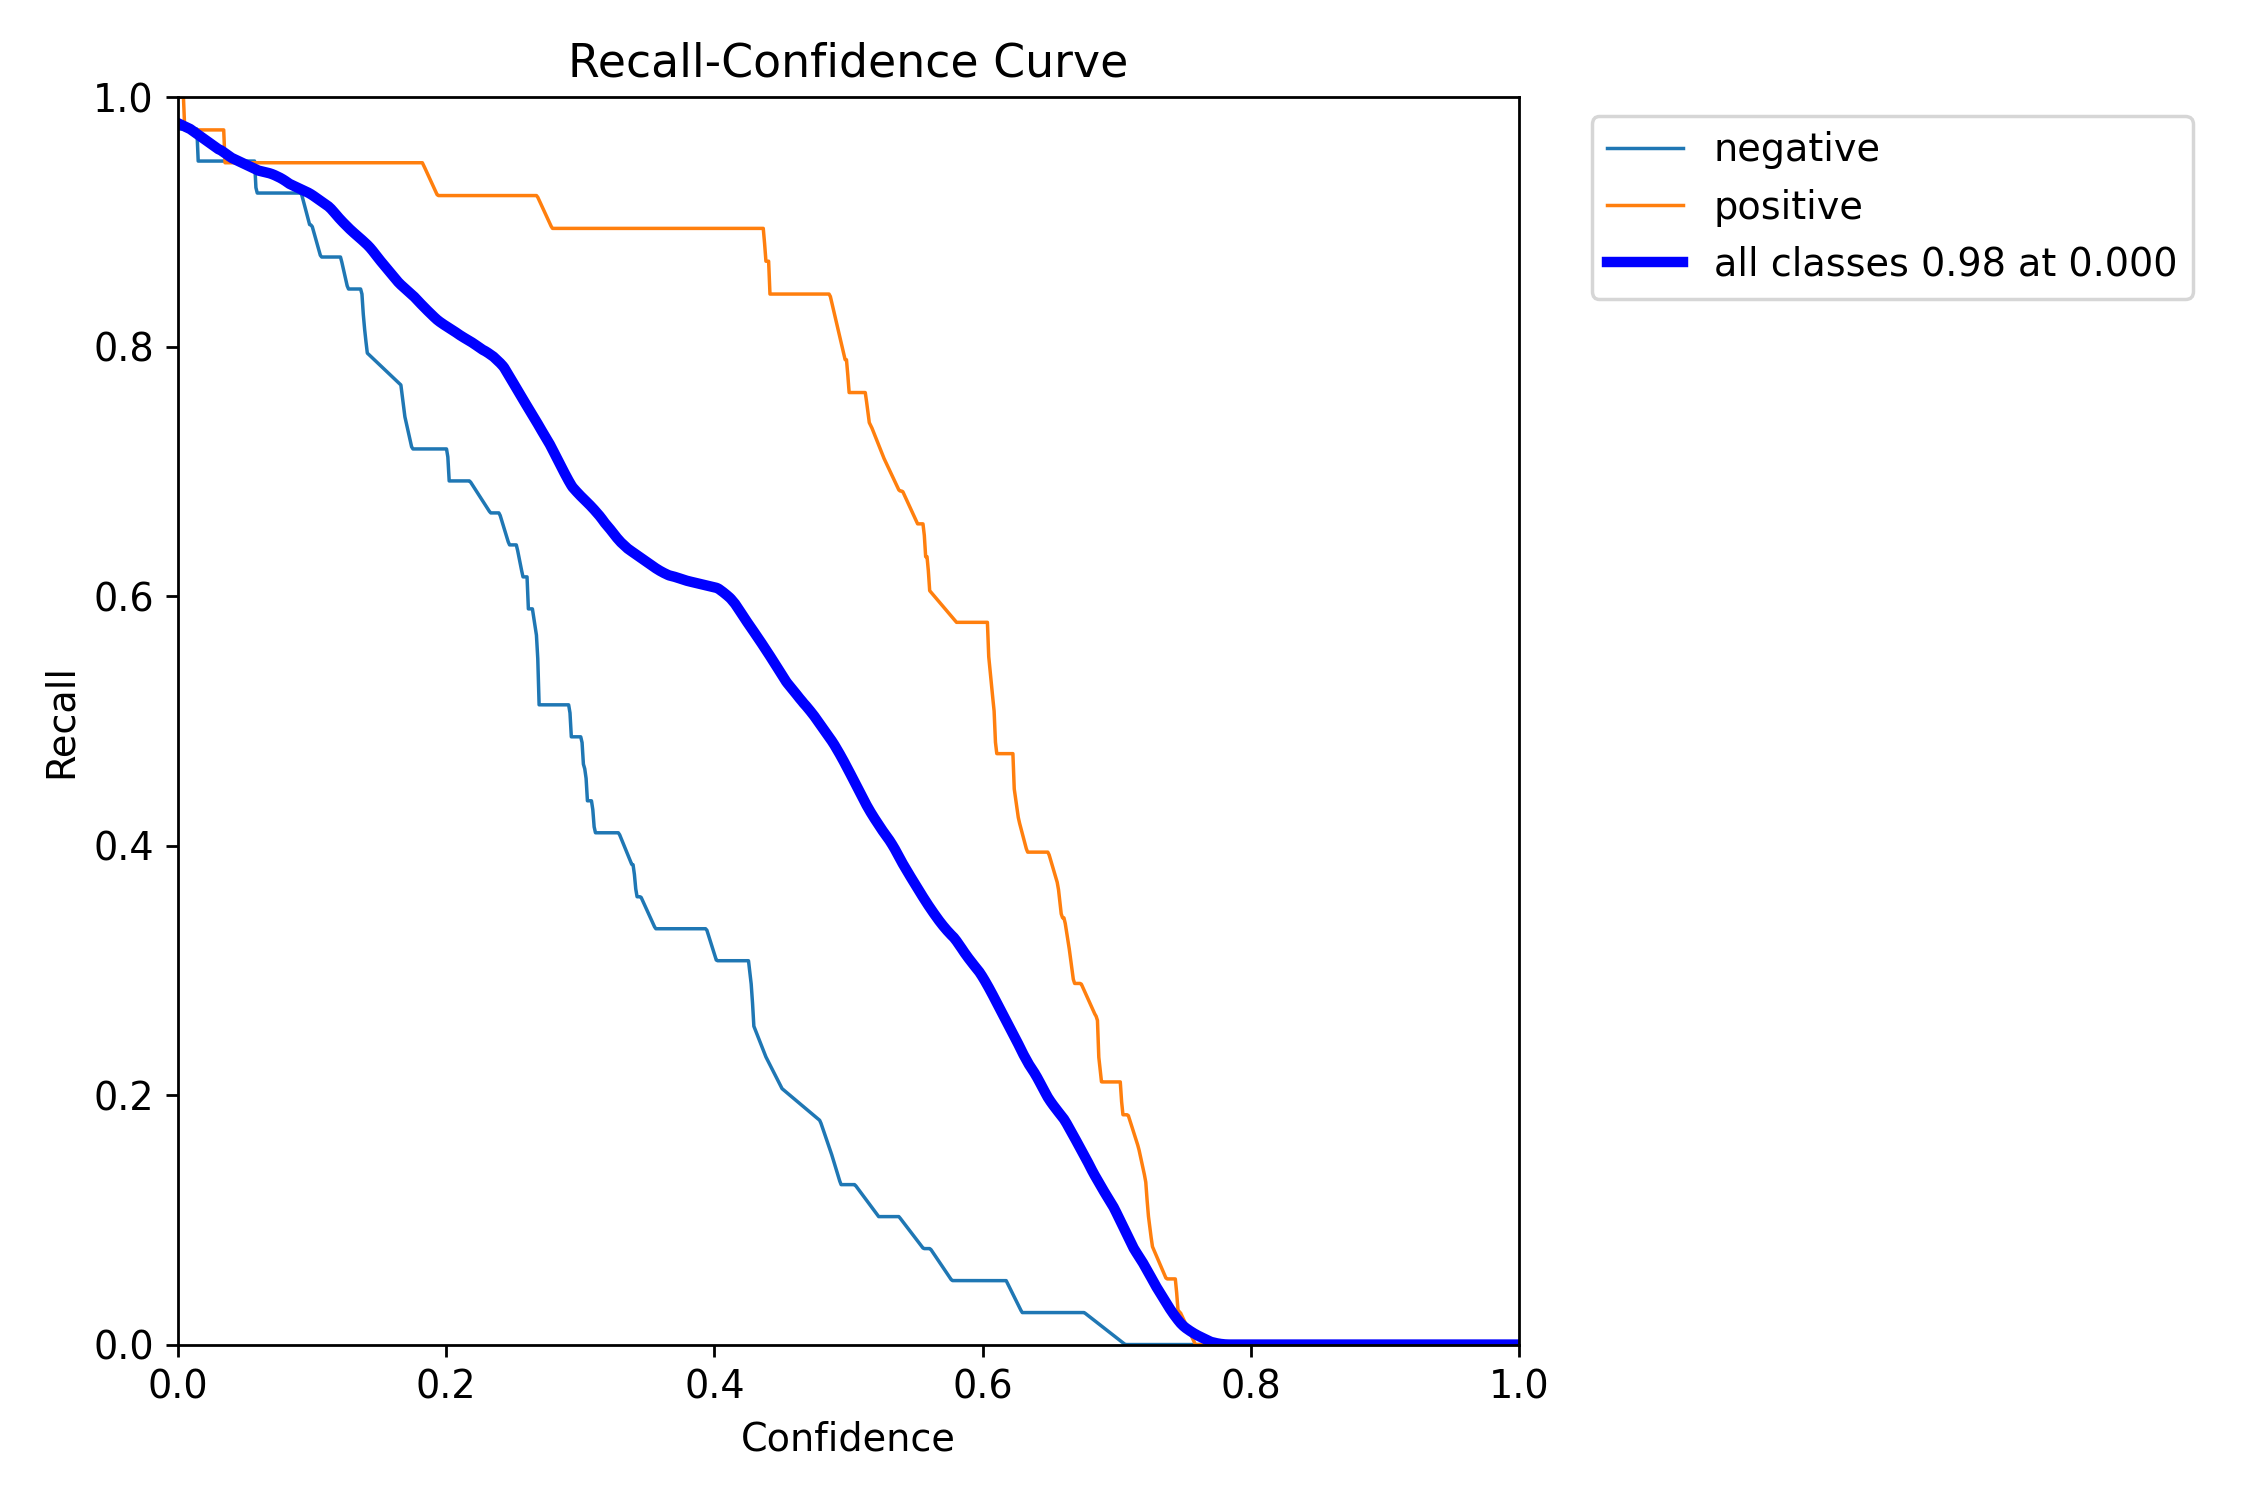 Recall-Confidence Curve
negative
positive
all classes 0.98 at 0.000
Recall
1.0
0.8
0.6
0.4
0.2
0.0
0.0 0.2 0.4 0.6 0.8 1.0
Confidence